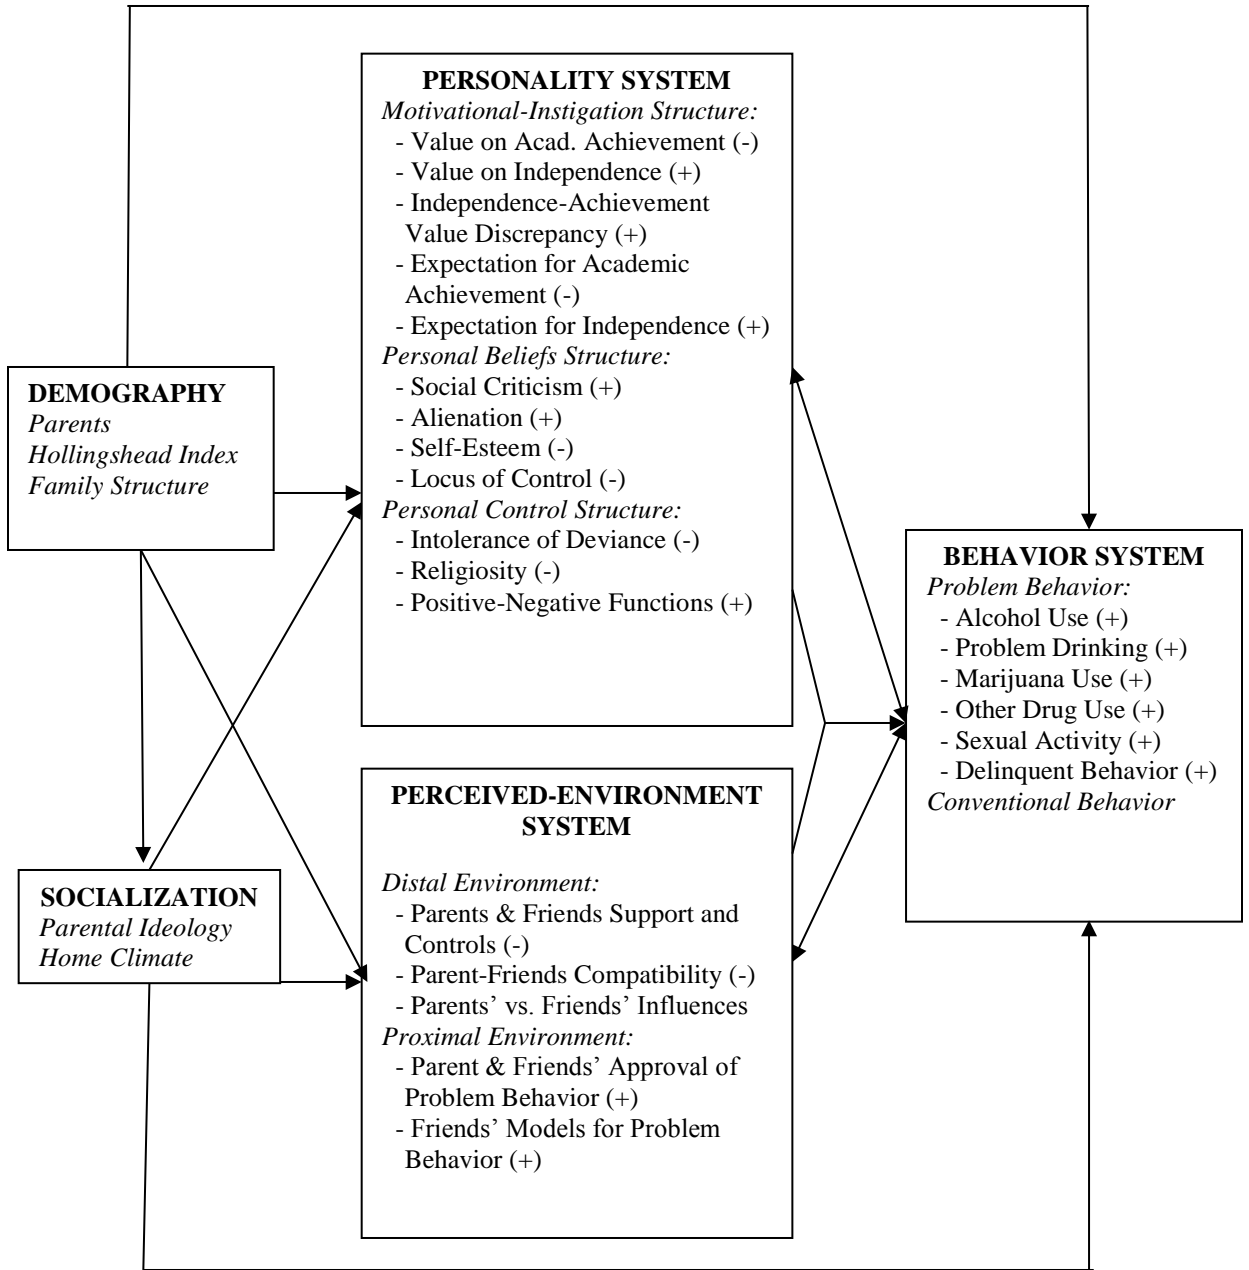 PERSONALITY SYSTEM
Motivational-Instigation Structure:
- Value on Acad. Achievement (-)
- Value on Independence (+)
- Independence-Achievement
Value Discrepancy (+)
- Expectation for Academic
Achievement (-)
- Expectation for Independence (+)
Personal Beliefs Structure:
- Social Criticism (+)
- Alienation (+)
- Self-Esteem (-)
- Locus of Control (-)
Personal Control Structure:
- Intolerance of Deviance (-)
- Religiosity (-)
- Positive-Negative Functions (+)
DEMOGRAPHY
Parents
Hollingshead Index
Family Structure
BEHAVIOR SYSTEM
Problem Behavior:
- Alcohol Use (+)
- Problem Drinking (+)
- Marijuana Use (+)
- Other Drug Use (+)
- Sexual Activity (+)
- Delinquent Behavior (+)
Conventional Behavior
PERCEIVED-ENVIRONMENT
SYSTEM
Distal Environment:
- Parents & Friends Support and
Controls (-)
- Parent-Friends Compatibility (-)
- Parents’ vs. Friends’ Influences
Proximal Environment:
- Parent & Friends’ Approval of
Problem Behavior (+)
- Friends’ Models for Problem
Behavior (+)
SOCIALIZATION
Parental Ideology
Home Climate